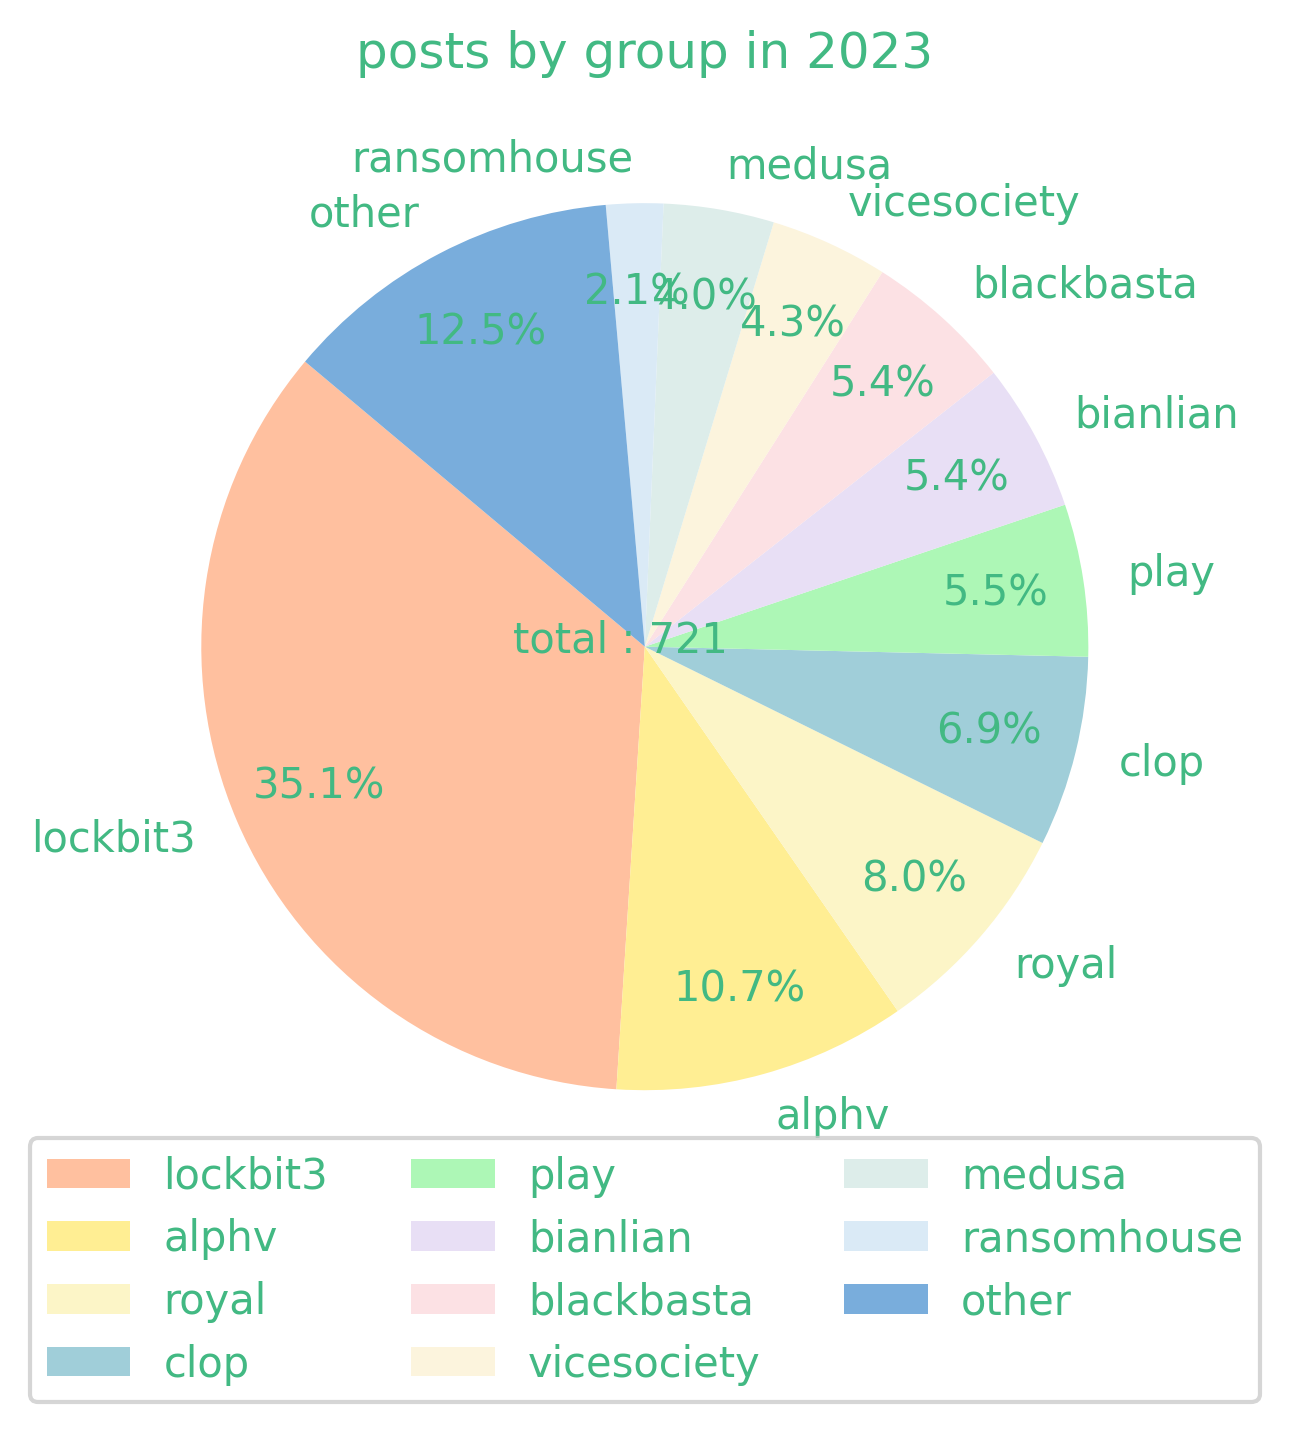 posts by group in 2023
ransomhouse
medusa
vicesociety
other
blackbasta
2.1%
4.0%
4.3%
12.5%
5.4%
bianlian
5.4%
play
5.5%
total : 721
6.9%
clop
35.1%
lockbit3
8.0%
royal
10.7%
alphv
lockbit3
alphv
royal
clop
play
bianlian
blackbasta
vicesociety
medusa
ransomhouse
other